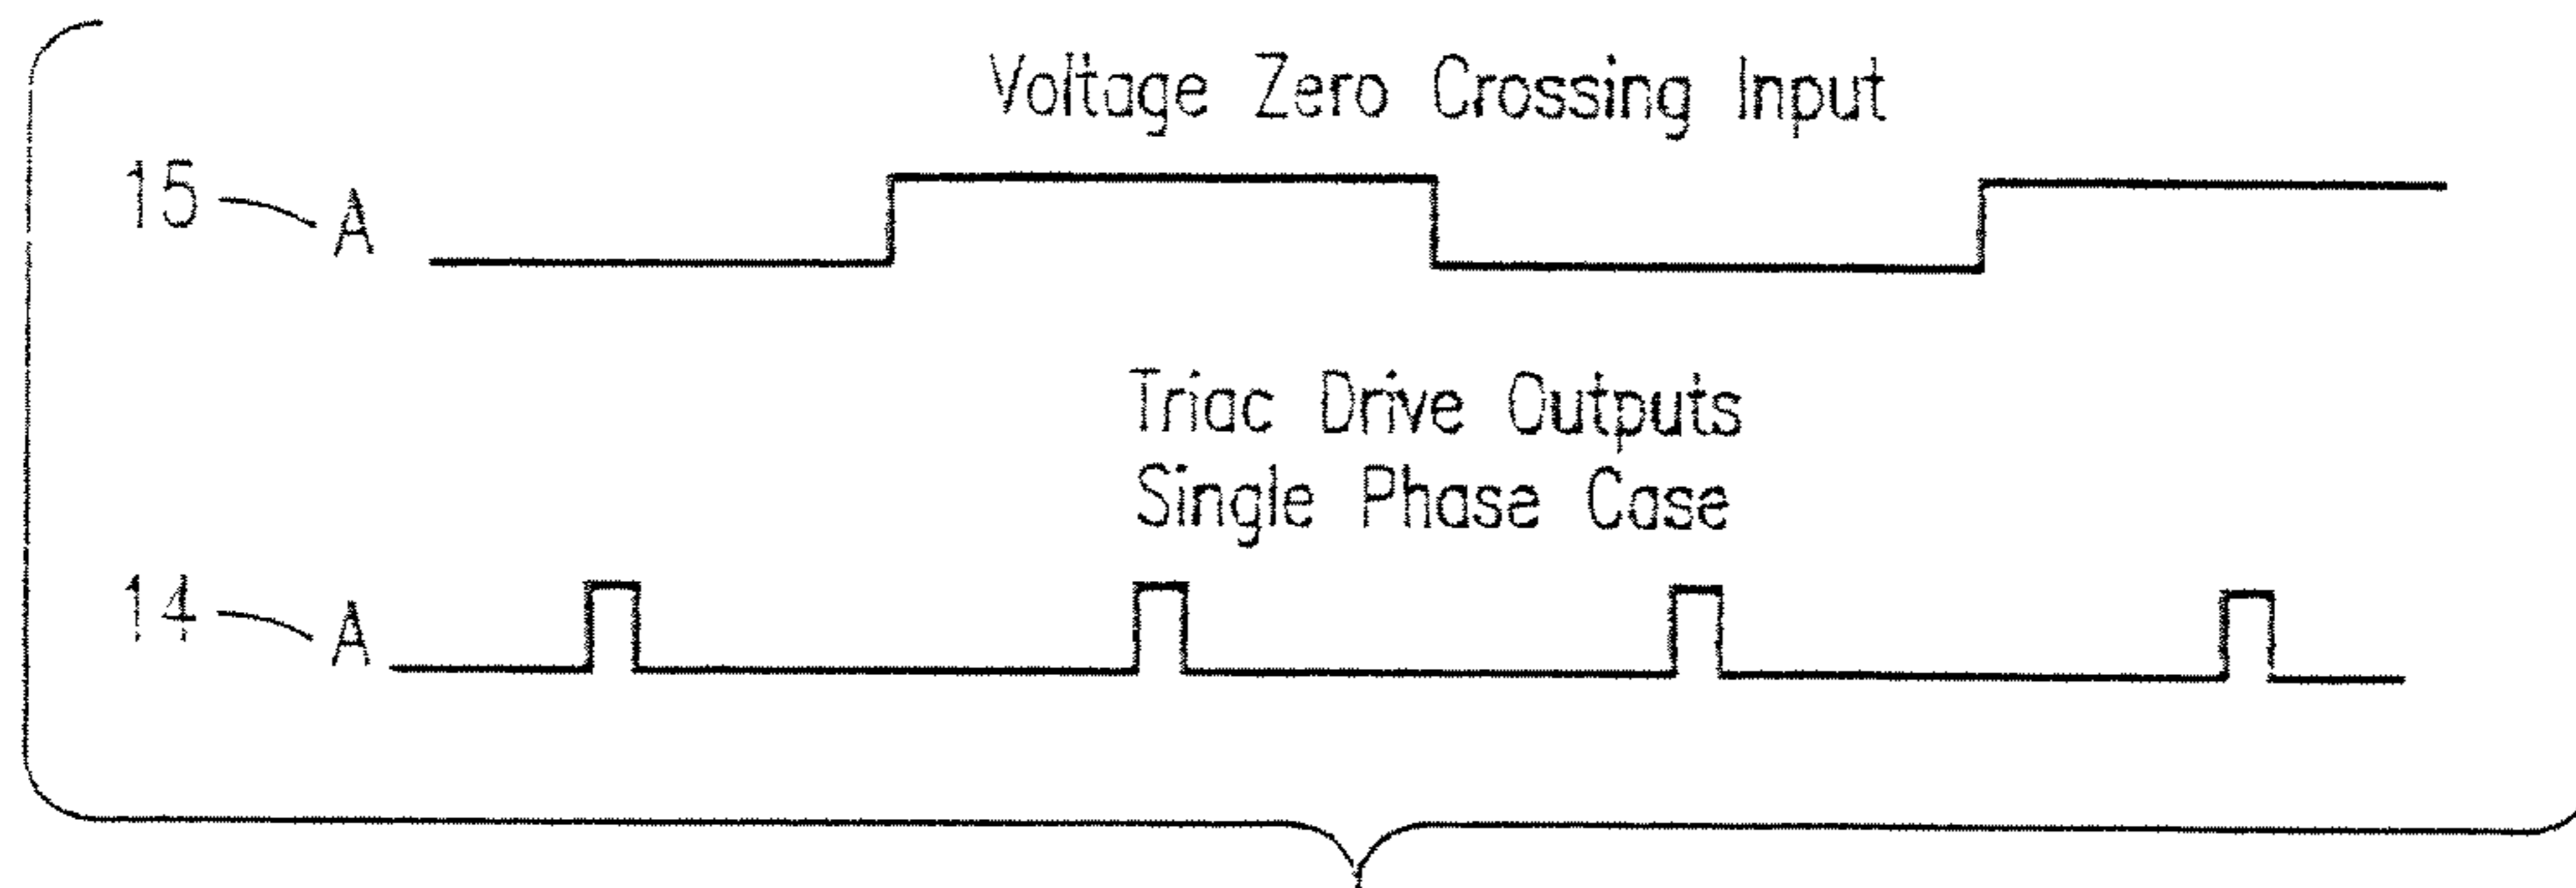 Voltage Zero Crossing Input
15 A
Triac Drive Outputs
Single Phase Case
14 A